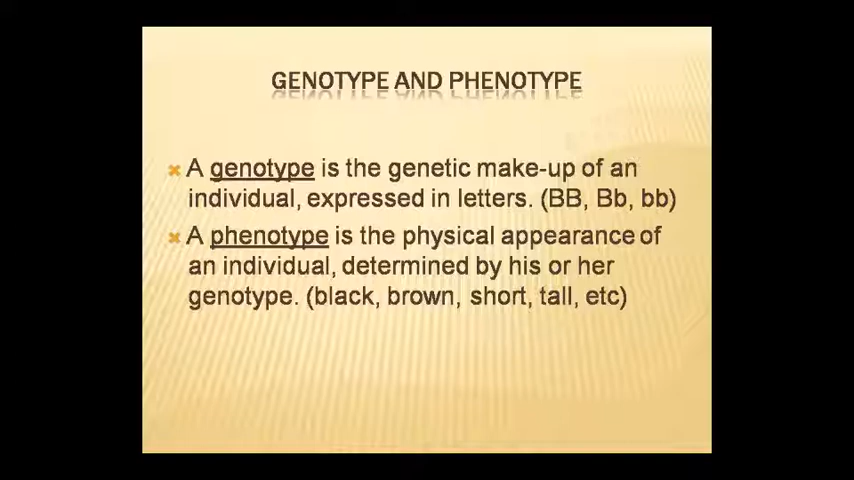 GENOTYPE AND PHENOTYPE
A genotype is the genetic make-up of an
individual, expressed in letters. (BB, Bb, bb)
A phenotype is the physical appearance of
an individual, determined by his or her
genotype. (black, brown, short, tall, etc)